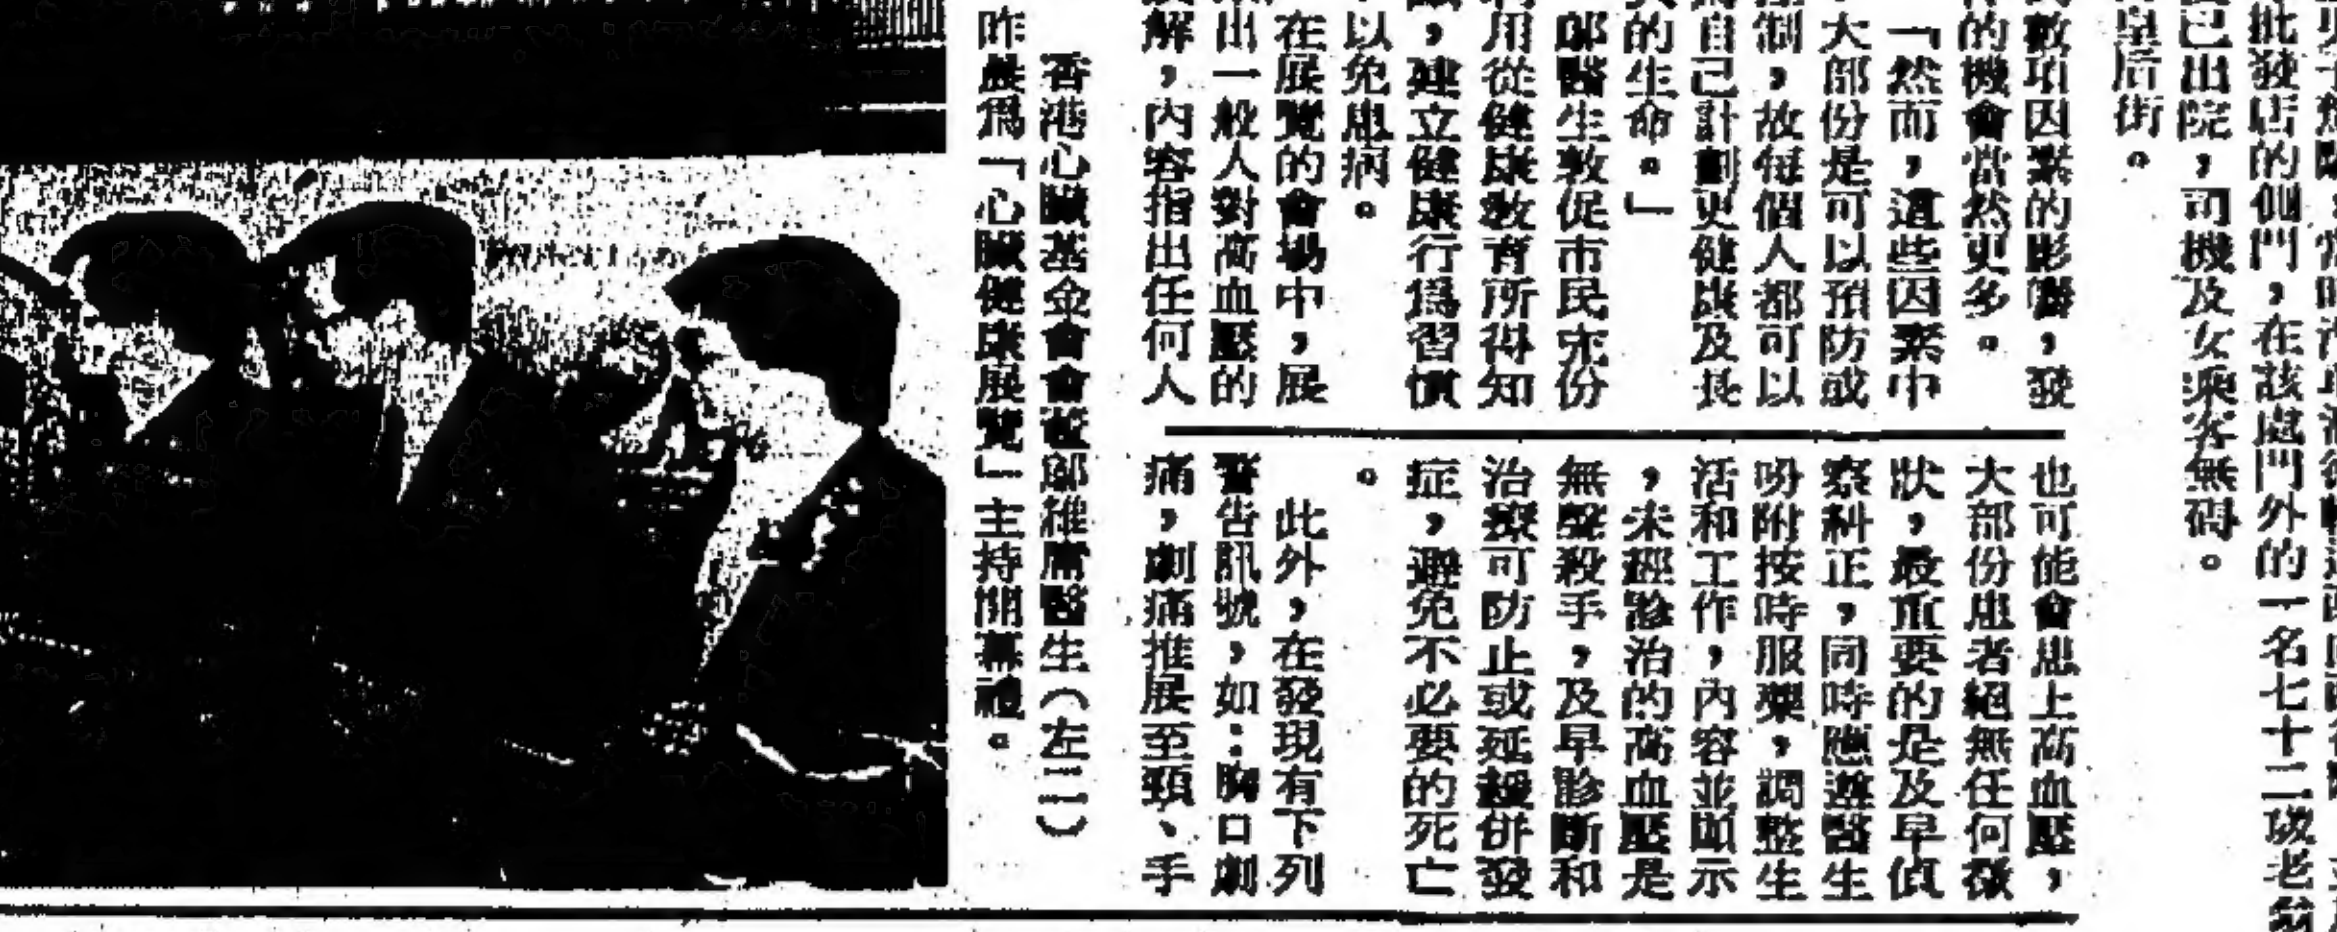 批發店的側門，在該處門外的一名七十二歲老翁
已出院，司機及女乘客無碍。
皇后街。
數項因素的影響，發
的機會當然更多。
「然而，這些因素中
大部份是可以預防或
制，故每個人都可以
自己計劃更健康及長
的生命。」
鄺醫生敦促市民充份
用從健康教育所得知
，建立健康行爲習慣
以免患病。
在展覽的會場中，展
出一般人對高血壓的
解，內容指出任何人
也可能會患上高血壓，
大部份患者絕無任何徵
狀，最重要的是及早偵
察糾正，同時應遵醫生
吩咐按時服藥，調整生
活和工作，內容並顯示
，未經診治的高血壓是
無聲殺手，及早診斷和
治療可防止或延緩併發
症，避免不必要的死亡
。
此外，在發現有下列
警告訊號，如：胸口劇
痛，劇痛推展至頸、手
香港心臟基金會會董鄺維庸醫生（左二）
昨晨爲「心臟健康展覽」主持開幕禮。